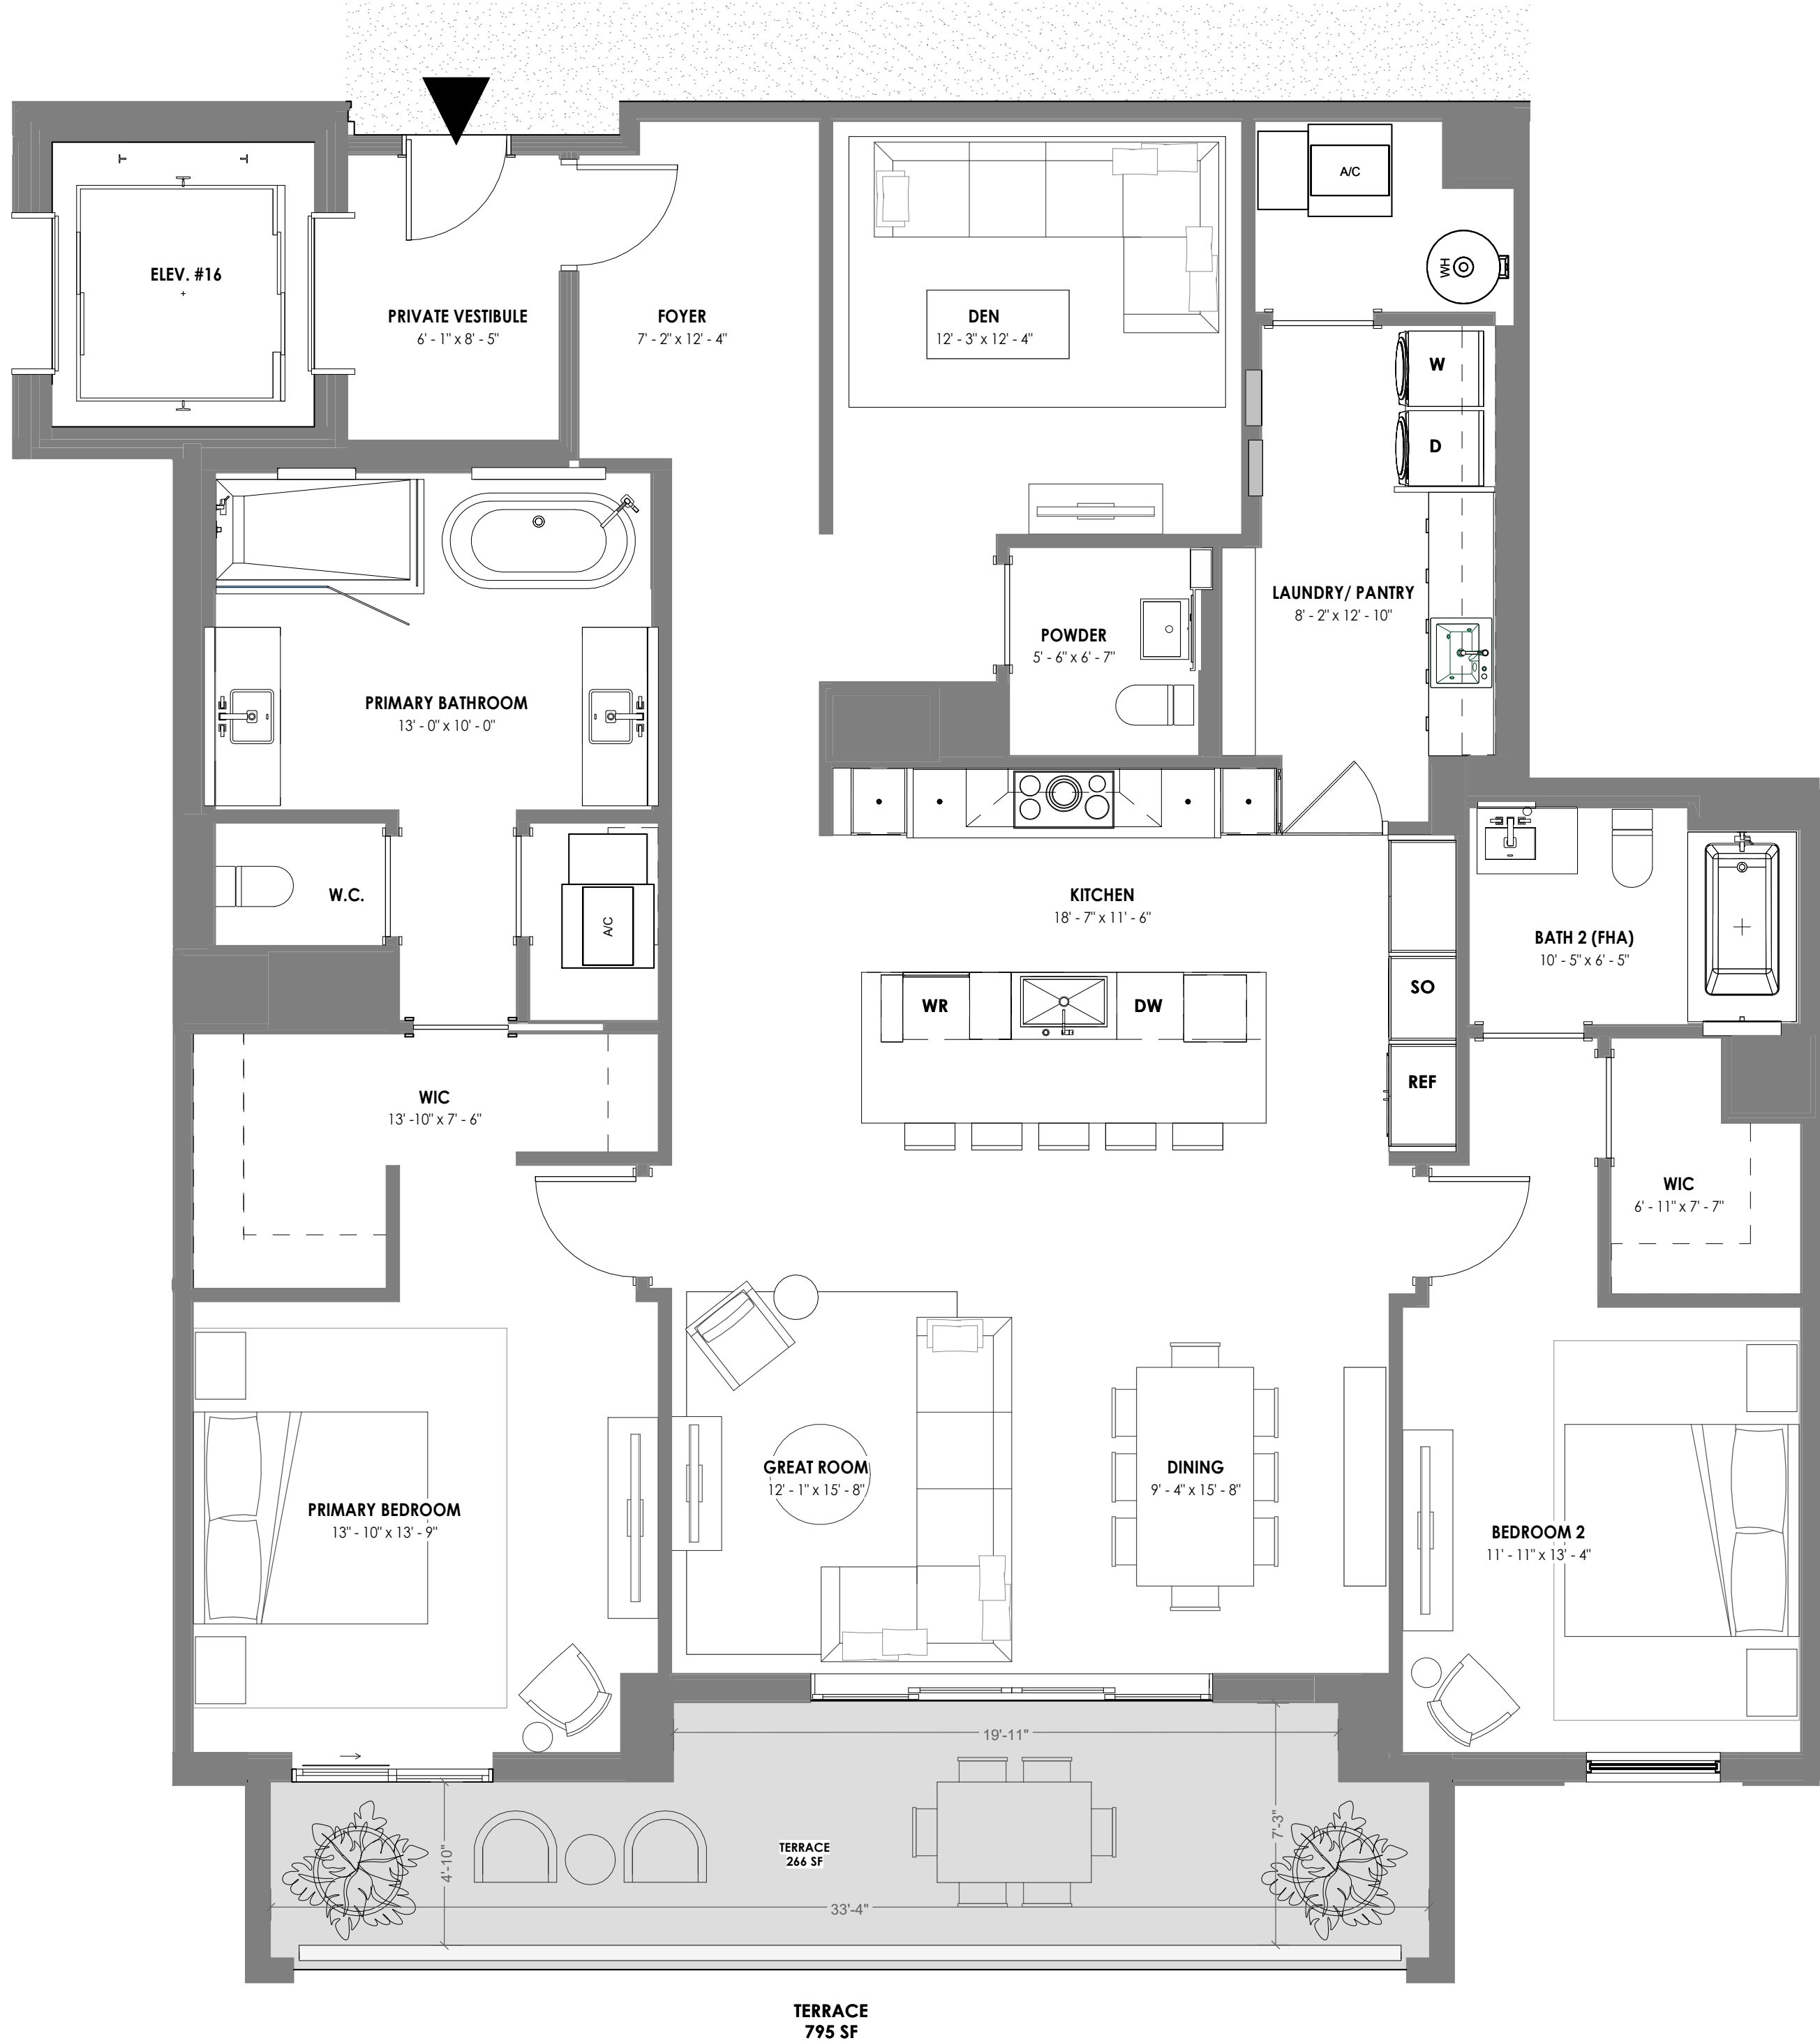 A/C
ELEV. #16
WH
PRIVATE VESTIBULE
6' - 1" x 8' - 5"
FOYER
7' - 2" x 12' - 4"
DEN
12' - 3" x 12' - 4"
W
D
LAUNDRY/ PANTRY
8' - 2" x 12' - 10"
POWDER
5' - 6" x 6' - 7"
PRIMARY BATHROOM
13' - 0" x 10' - 0"
W.C.
A/C
KITCHEN
18' - 7" x 11' - 6"
BATH 2 (FHA)
10' - 5" x 6' - 5"
WR
DW
SO
REF
WIC
13' -10" x 7' - 6"
WIC
6' - 11" x 7' - 7"
GREAT ROOM
12' - 1" x 15' - 8"
DINING
9' - 4" x 15' - 8"
PRIMARY BEDROOM
13" - 10" x 13' - 9"
BEDROOM 2
11' - 11" x 13' - 4"
19'-11"
7'-3"
4'-10"
TERRACE
266 SF
33'-4"
TERRACE
795 SF